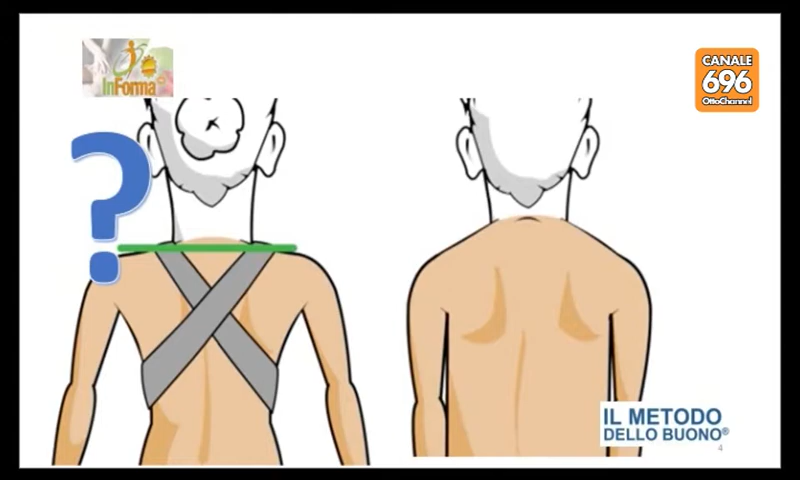 InForma
CANALE
696
OttoChannel
?
IL METODO
DELLO BUONO®
4